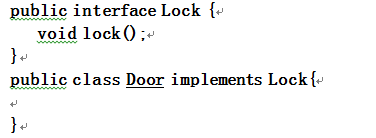 public interface Lock {
void lock();
}
public class Door implements Lock{
}